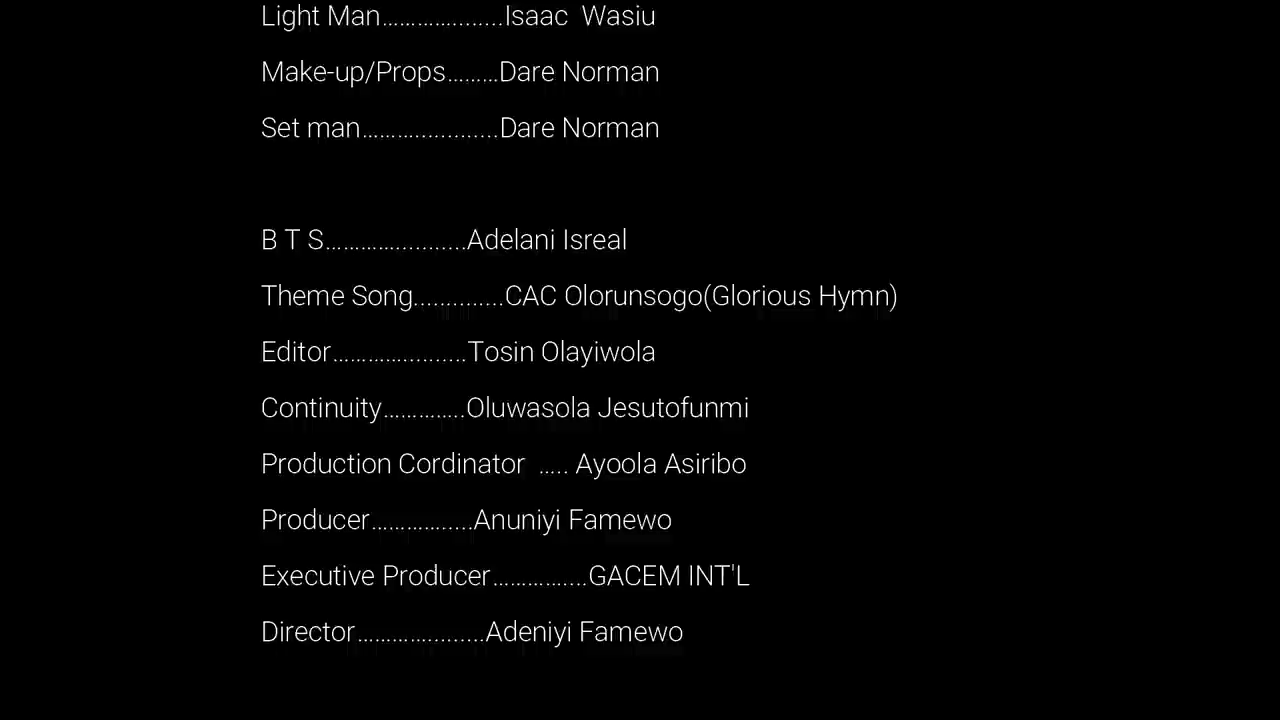 Light Man.....................Isaac  Wasiu
Make-up/Props.........Dare Norman
Set man.......................Dare Norman
B T S........................Adelani Isreal
Theme Song.............CAC Olorunsogo(Glorious Hymn)
Editor.......................Tosin Olayiwola
Continuity..............Oluwasola Jesutofunmi
Production Cordinator  ..... Ayoola Asiribo
Producer.................Anuniyi Famewo
Executive Producer................GACEM INT'L
Director......................Adeniyi Famewo